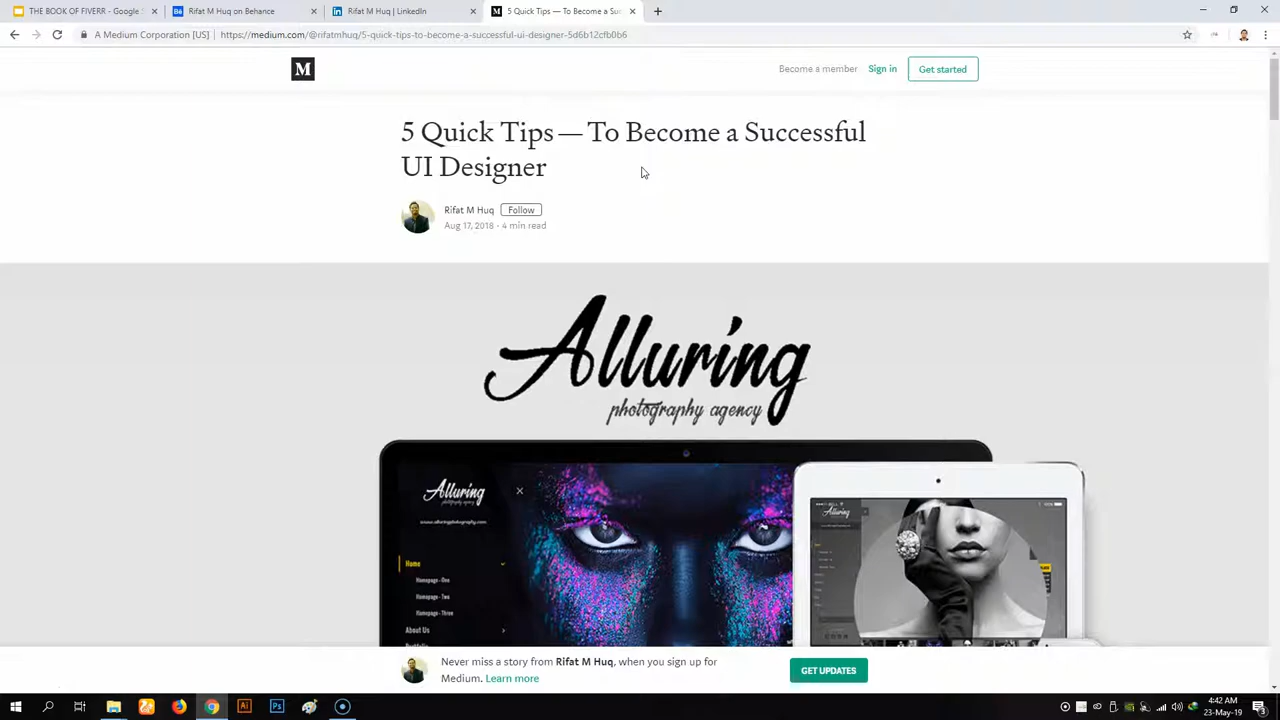 THE BOOK OF FIVERR - Google S
Rifat M Huq on Behance
Rifat M Huq | LinkedIn
5 Quick Tips — To Become a Suc
A Medium Corporation [US] | https://medium.com/@rifatmhuq/5-quick-tips-to-become-a-successful-ui-designer-5d6b12cfb0b6
M
Become a member
Sign in
Get started
5 Quick Tips — To Become a Successful
UI Designer
Rifat M Huq
Follow
Aug 17, 2018 · 4 min read
Alluring
photography agency
Alluring
photography agency
www.alluringphotography.com
Home
Homepage - One
Homepage - Two
Homepage - Three
About Us
Alluring
Never miss a story from Rifat M Huq, when you sign up for
Medium. Learn more
GET UPDATES
4:42 AM
23-May-19